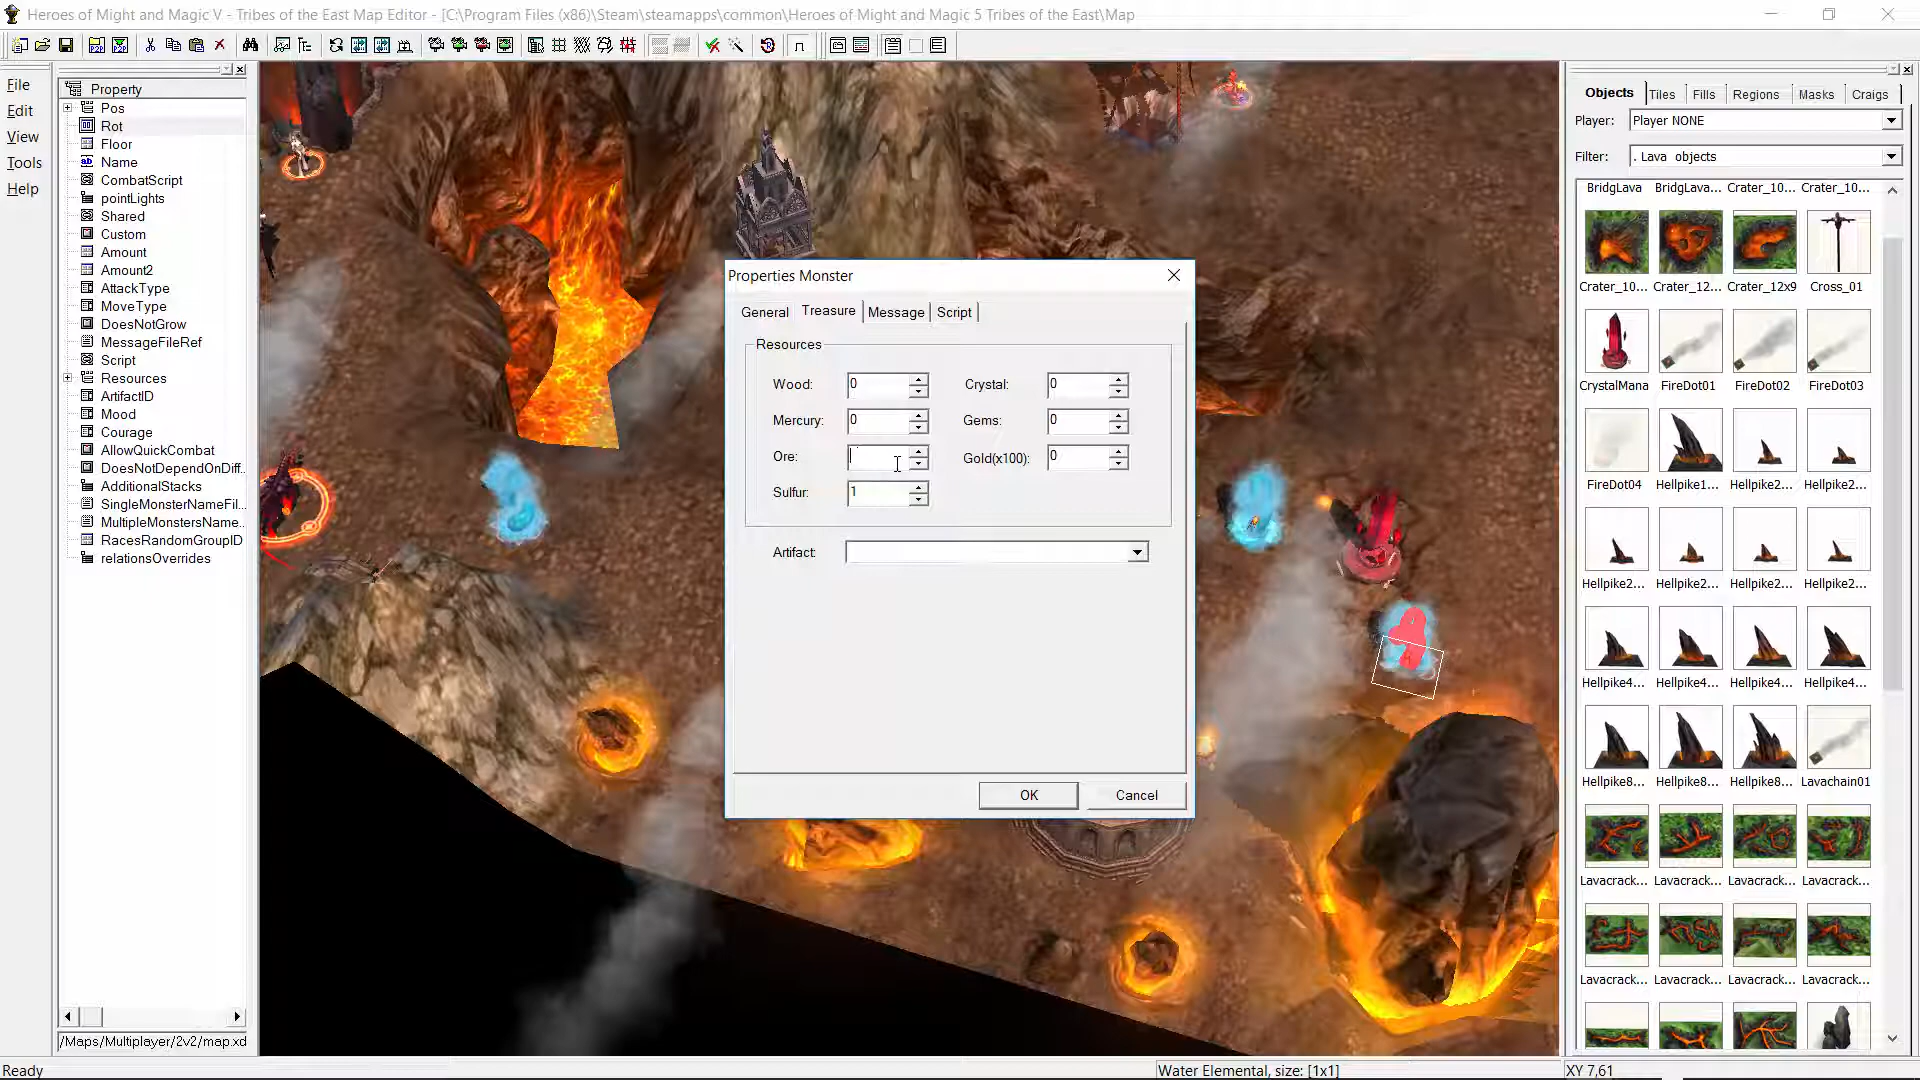 Heroes of Might and Magic V - Tribes of the East Map Editor - [C:\Program Files (x86)\Steam\steamapps\common\Heroes of Might and Magic 5 Tribes of the East\Map
File
Edit
View
Tools
Help
Property
Pos
Rot
Floor
Name
CombatScript
pointLights
Shared
Custom
Amount
Amount2
AttackType
MoveType
DoesNotGrow
MessageFileRef
Script
Resources
ArtifactID
Mood
Courage
AllowQuickCombat
DoesNotDependOnDiff..
AdditionalStacks
SingleMonsterNameFil...
MultipleMonstersName...
RacesRandomGroupID
relationsOverrides
/Maps/Multiplayer/2v2/map.xd
Properties Monster
General Treasure Message Script
Resources
Wood: 0 Crystal: 0
Mercury: 0 Gems: 0
Ore: Gold(x100): 0
Sulfur: 1
Artifact:
OK Cancel
Objects Tiles Fills Regions Masks Craigs
Player: Player NONE
Filter: . Lava objects
BridgLava BridgLava... Crater_10... Crater_10...
Crater_10... Crater_12... Crater_12x9 Cross_01
CrystalMana FireDot01 FireDot02 FireDot03
FireDot04 Hellpike1... Hellpike2... Hellpike2...
Hellpike2... Hellpike2... Hellpike2... Hellpike2...
Hellpike4... Hellpike4... Hellpike4... Hellpike4...
Hellpike8... Hellpike8... Hellpike8... Lavachain01
Lavacrack... Lavacrack... Lavacrack... Lavacrack...
Lavacrack... Lavacrack... Lavacrack... Lavacrack...
Ready
Water Elemental, size: [1x1]
XY 7,61